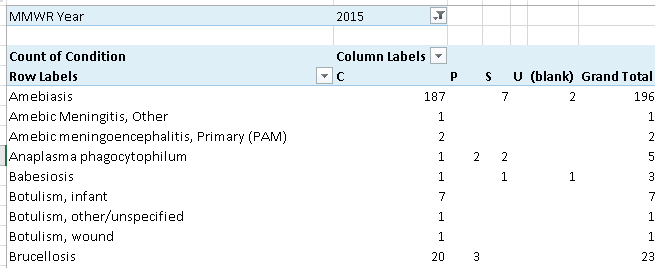 MMWR Year 2015
Count of Condition Column Labels
Row Labels C P S U (blank) Grand Total
Amebiasis 187 7 2 196
Amebic Meningitis, Other 1 1
Amebic meningoencephalitis, Primary (PAM) 2 2
Anaplasma phagocytophilum 1 2 2 5
Babesiosis 1 1 1 3
Botulism, infant 7 7
Botulism, other/unspecified 1 1
Botulism, wound 1 1
Brucellosis 20 3 23